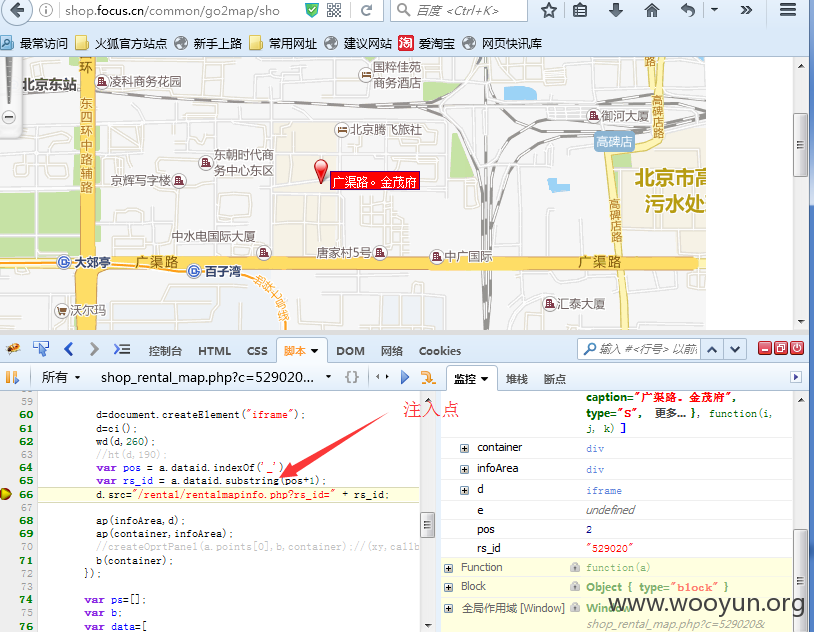 shop.focus.cn/common/go2map/sho
百度 <Ctrl+K>
最常访问 火狐官方站点 新手上路 常用网址 建议网站 爱淘宝 网页快讯库
淘
环
东四环中路辅路
北京东站
凌科商务花园
国粹佳苑
商务酒店
路
高碑店路
御河大厦
北京腾飞旅社
高碑店
东朝时代商
务中心东区
京辉写字楼
广渠路。金茂府
北京市高
污水处
高碑店路
中水电国际大厦
唐家村5号
中广国际
大郊亭
广渠路
百子湾
广渠路
沃尔玛
汇泰大厦
控制台 HTML CSS 脚本 DOM 网络 Cookies
输入 #<行号> 以前
所有 shop_rental_map.php?c=529020...
监控 堆栈 断点
注入点
59
60 d=document.createElement("iframe");
61 d=ci();
62 wd(d,260);
63 //ht(d,190);
64 var pos = a.dataid.indexOf('_')
65 var rs_id = a.dataid.substring(pos+1);
66 d.src="/rental/rentalmapinfo.php?rs_id=" + rs_id;
67
68 ap(infoArea,d);
69 ap(container,infoArea);
70 //createOprtPanel(a.points[0],b,container);//(xy,callb
71 b(container);
72 });
73
74 var ps=[];
75 var b;
76 var data=[
caption="广渠路。金茂府",
type="S", 更多... }, function(i,
j, k) ]
container div
infoArea div
d iframe
e undefined
pos 2
rs_id "529020"
Function function(a)
Block Object { type="block" }
全局作用域 [Window] Window
shop_rental_map.php?c=529020&
www.wooyun.org